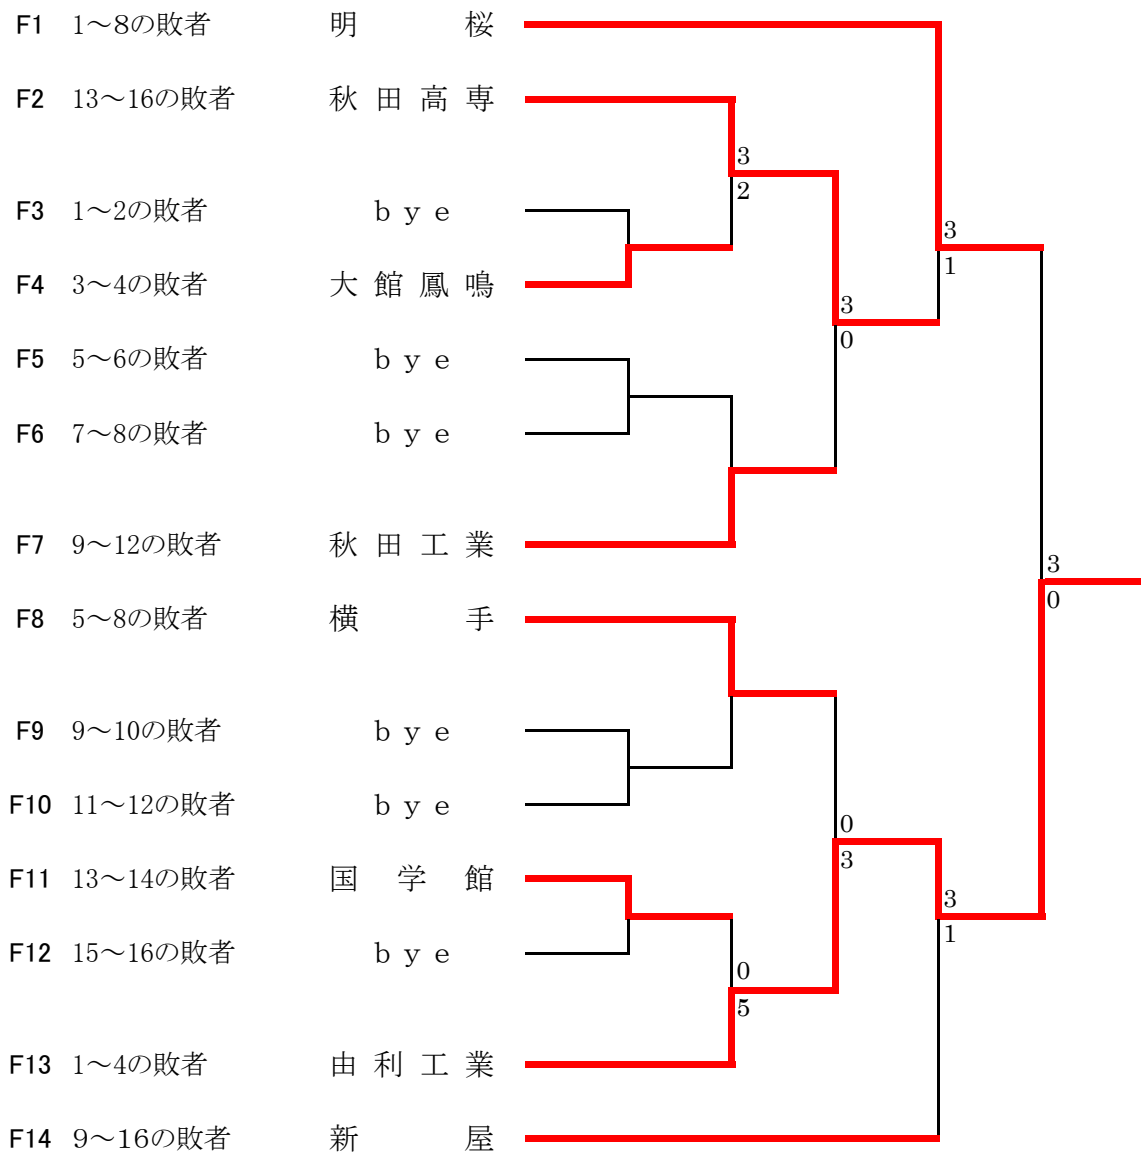 F1 1～8の敗者 明 桜
F2 13～16の敗者 秋 田 高 専
3
2
F3 1～2の敗者 b y e
3
1
F4 3～4の敗者 大 館 鳳 鳴
3
0
F5 5～6の敗者 b y e
F6 7～8の敗者 b y e
F7 9～12の敗者 秋 田 工 業
3
0
F8 5～8の敗者 横 手
F9 9～10の敗者 b y e
F10 11～12の敗者 b y e
0
3
F11 13～14の敗者 国 学 館
3
1
F12 15～16の敗者 b y e
0
5
F13 1～4の敗者 由 利 工 業
F14 9～16の敗者 新 屋